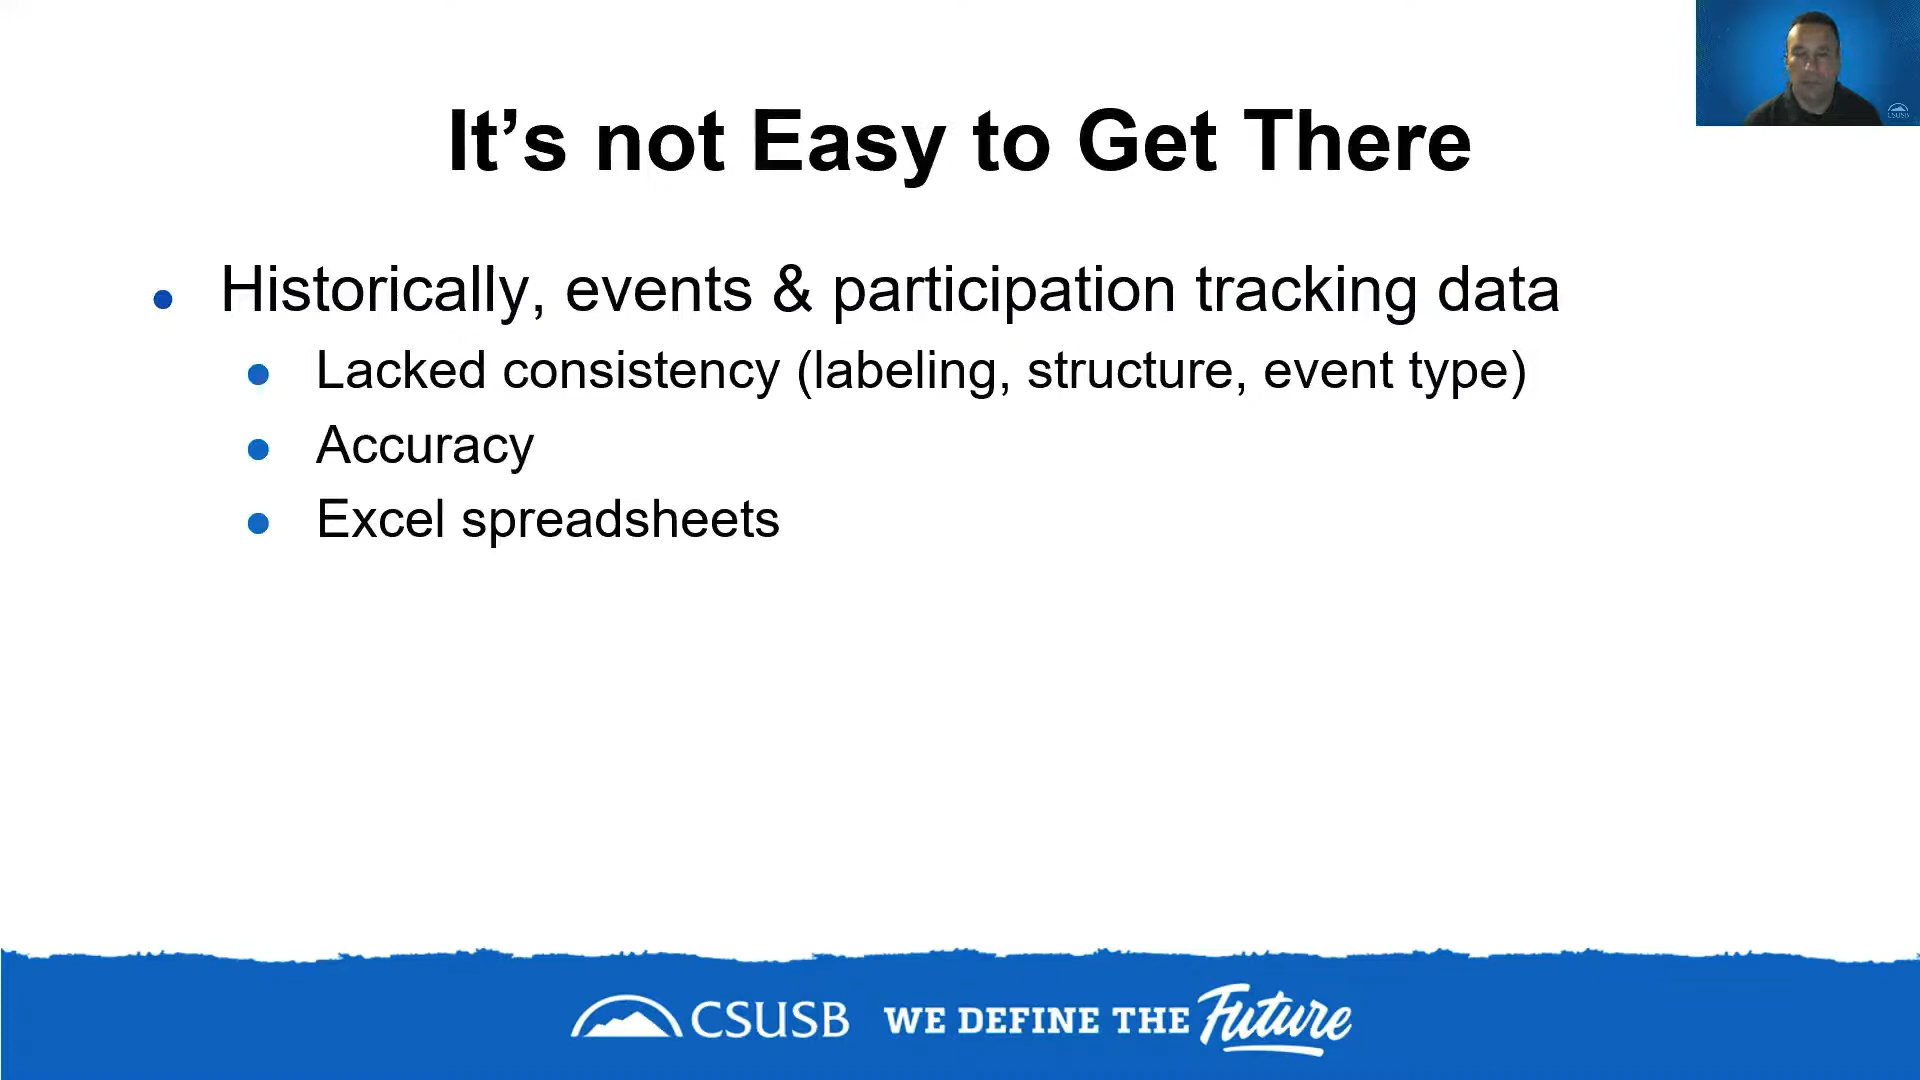 It’s not Easy to Get There
Historically, events & participation tracking data
Lacked consistency (labeling, structure, event type)
Accuracy
Excel spreadsheets
CSUSB WE DEFINE THE Future
CSUSB